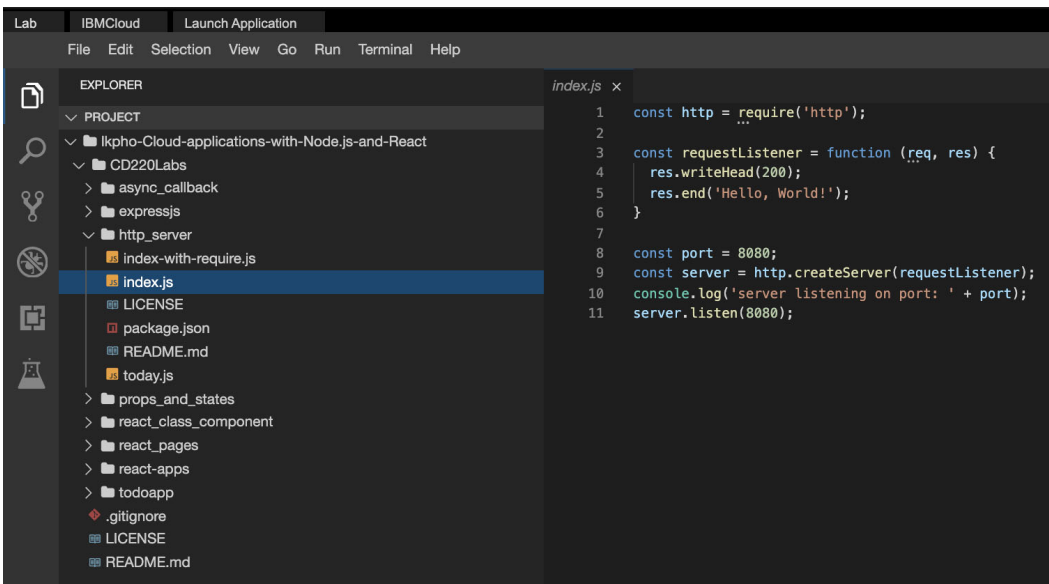 Lab IBMCloud Launch Application
File Edit Selection View Go Run Terminal Help
EXPLORER
PROJECT
lkpho-Cloud-applications-with-Node.js-and-React
CD220Labs
async_callback
expressjs
http_server
index-with-require.js
index.js
LICENSE
package.json
README.md
today.js
props_and_states
react_class_component
react_pages
react-apps
todoapp
.gitignore
LICENSE
README.md
index.js ×
1 const http = require('http');
2
3 const requestListener = function (req, res) {
4   res.writeHead(200);
5   res.end('Hello, World!');
6 }
7
8 const port = 8080;
9 const server = http.createServer(requestListener);
10 console.log('server listening on port: ' + port);
11 server.listen(8080);